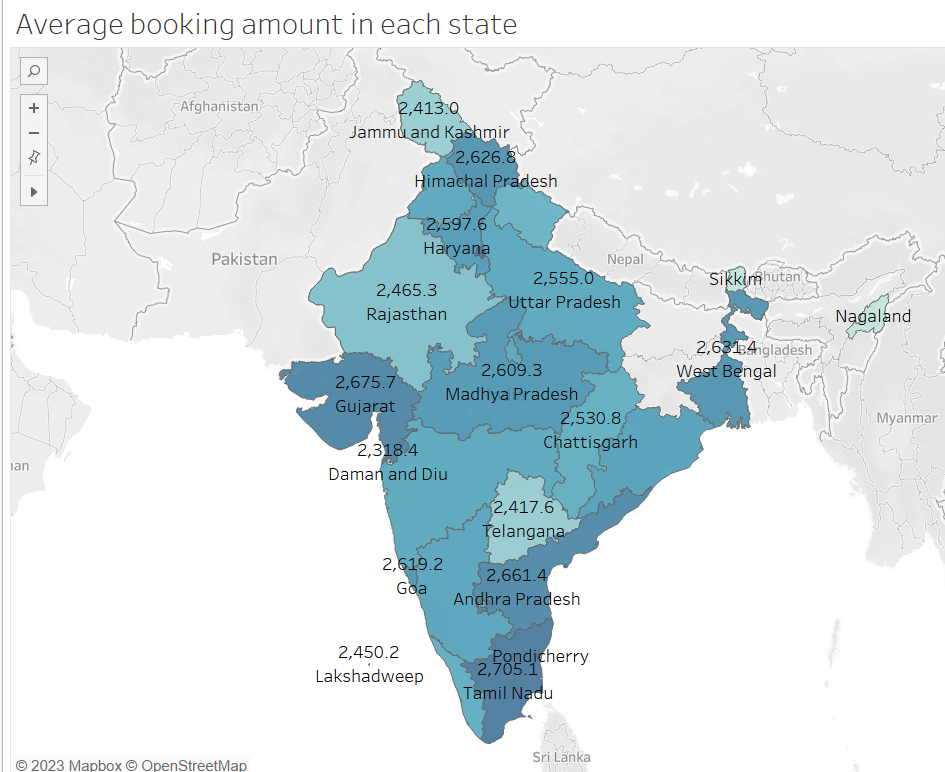 Average booking amount in each state
Afghanistan
2,413.0
Jammu and Kashmir
2,626.8
Himachal Pradesh
2,597.6
Haryana
Pakistan
Nepal
2,555.0
Uttar Pradesh
Sikkim
Bhutan
2,465.3
Rajasthan
Nagaland
2,631.4
West Bengal
Bangladesh
2,609.3
Madhya Pradesh
2,675.7
Gujarat
2,530.8
Chattisgarh
Myanmar
2,318.4
Daman and Diu
an
2,417.6
Telangana
2,619.2
Goa
2,661.4
Andhra Pradesh
2,450.2
Lakshadweep
Pondicherry
2,705.1
Tamil Nadu
Sri Lanka
© 2023 Mapbox © OpenStreetMap